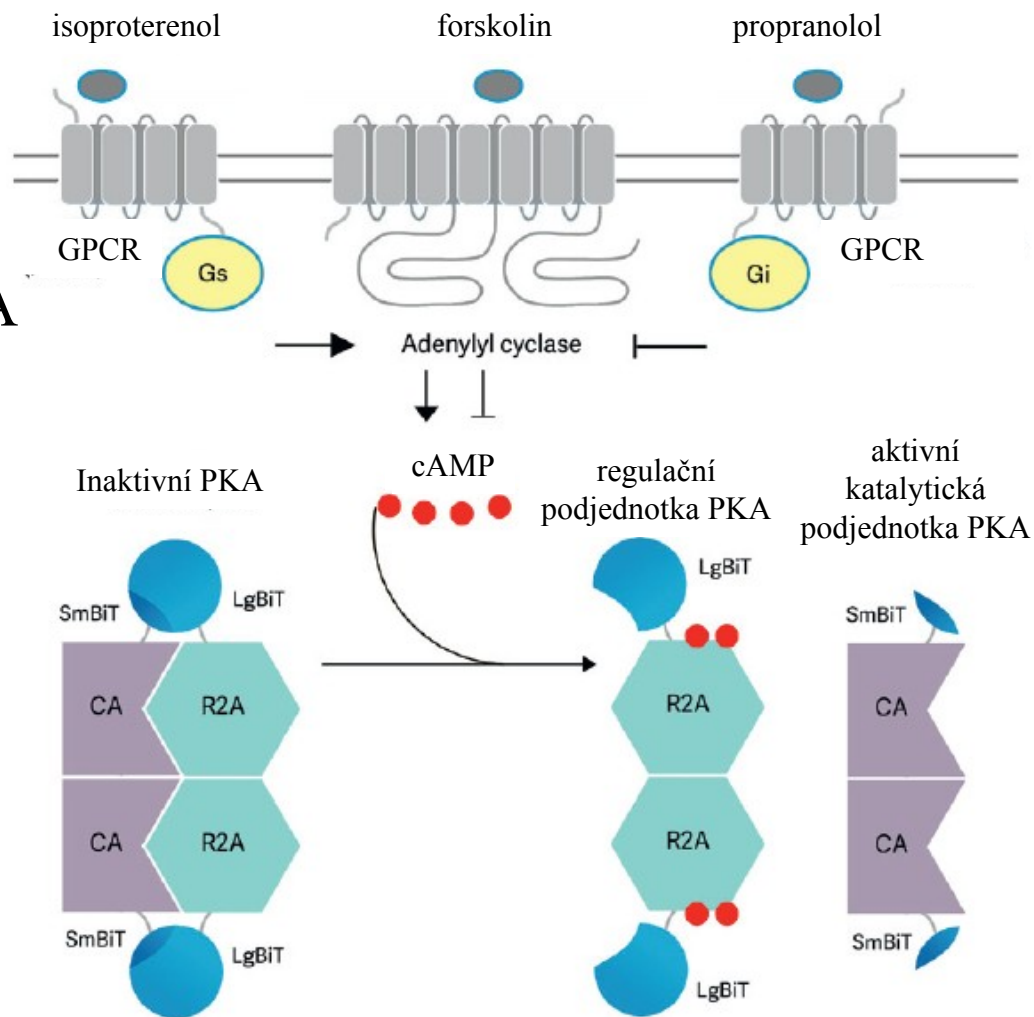 isoproterenol
forskolin
propranolol
GPCR
Gs
Gi
GPCR
A
Adenylyl cyclase
Inaktivní PKA
cAMP
regulační
podjednotka PKA
aktivní
katalytická
podjednotka PKA
SmBiT
LgBiT
LgBiT
SmBiT
CA
R2A
R2A
CA
CA
R2A
R2A
CA
SmBiT
LgBiT
LgBiT
SmBiT